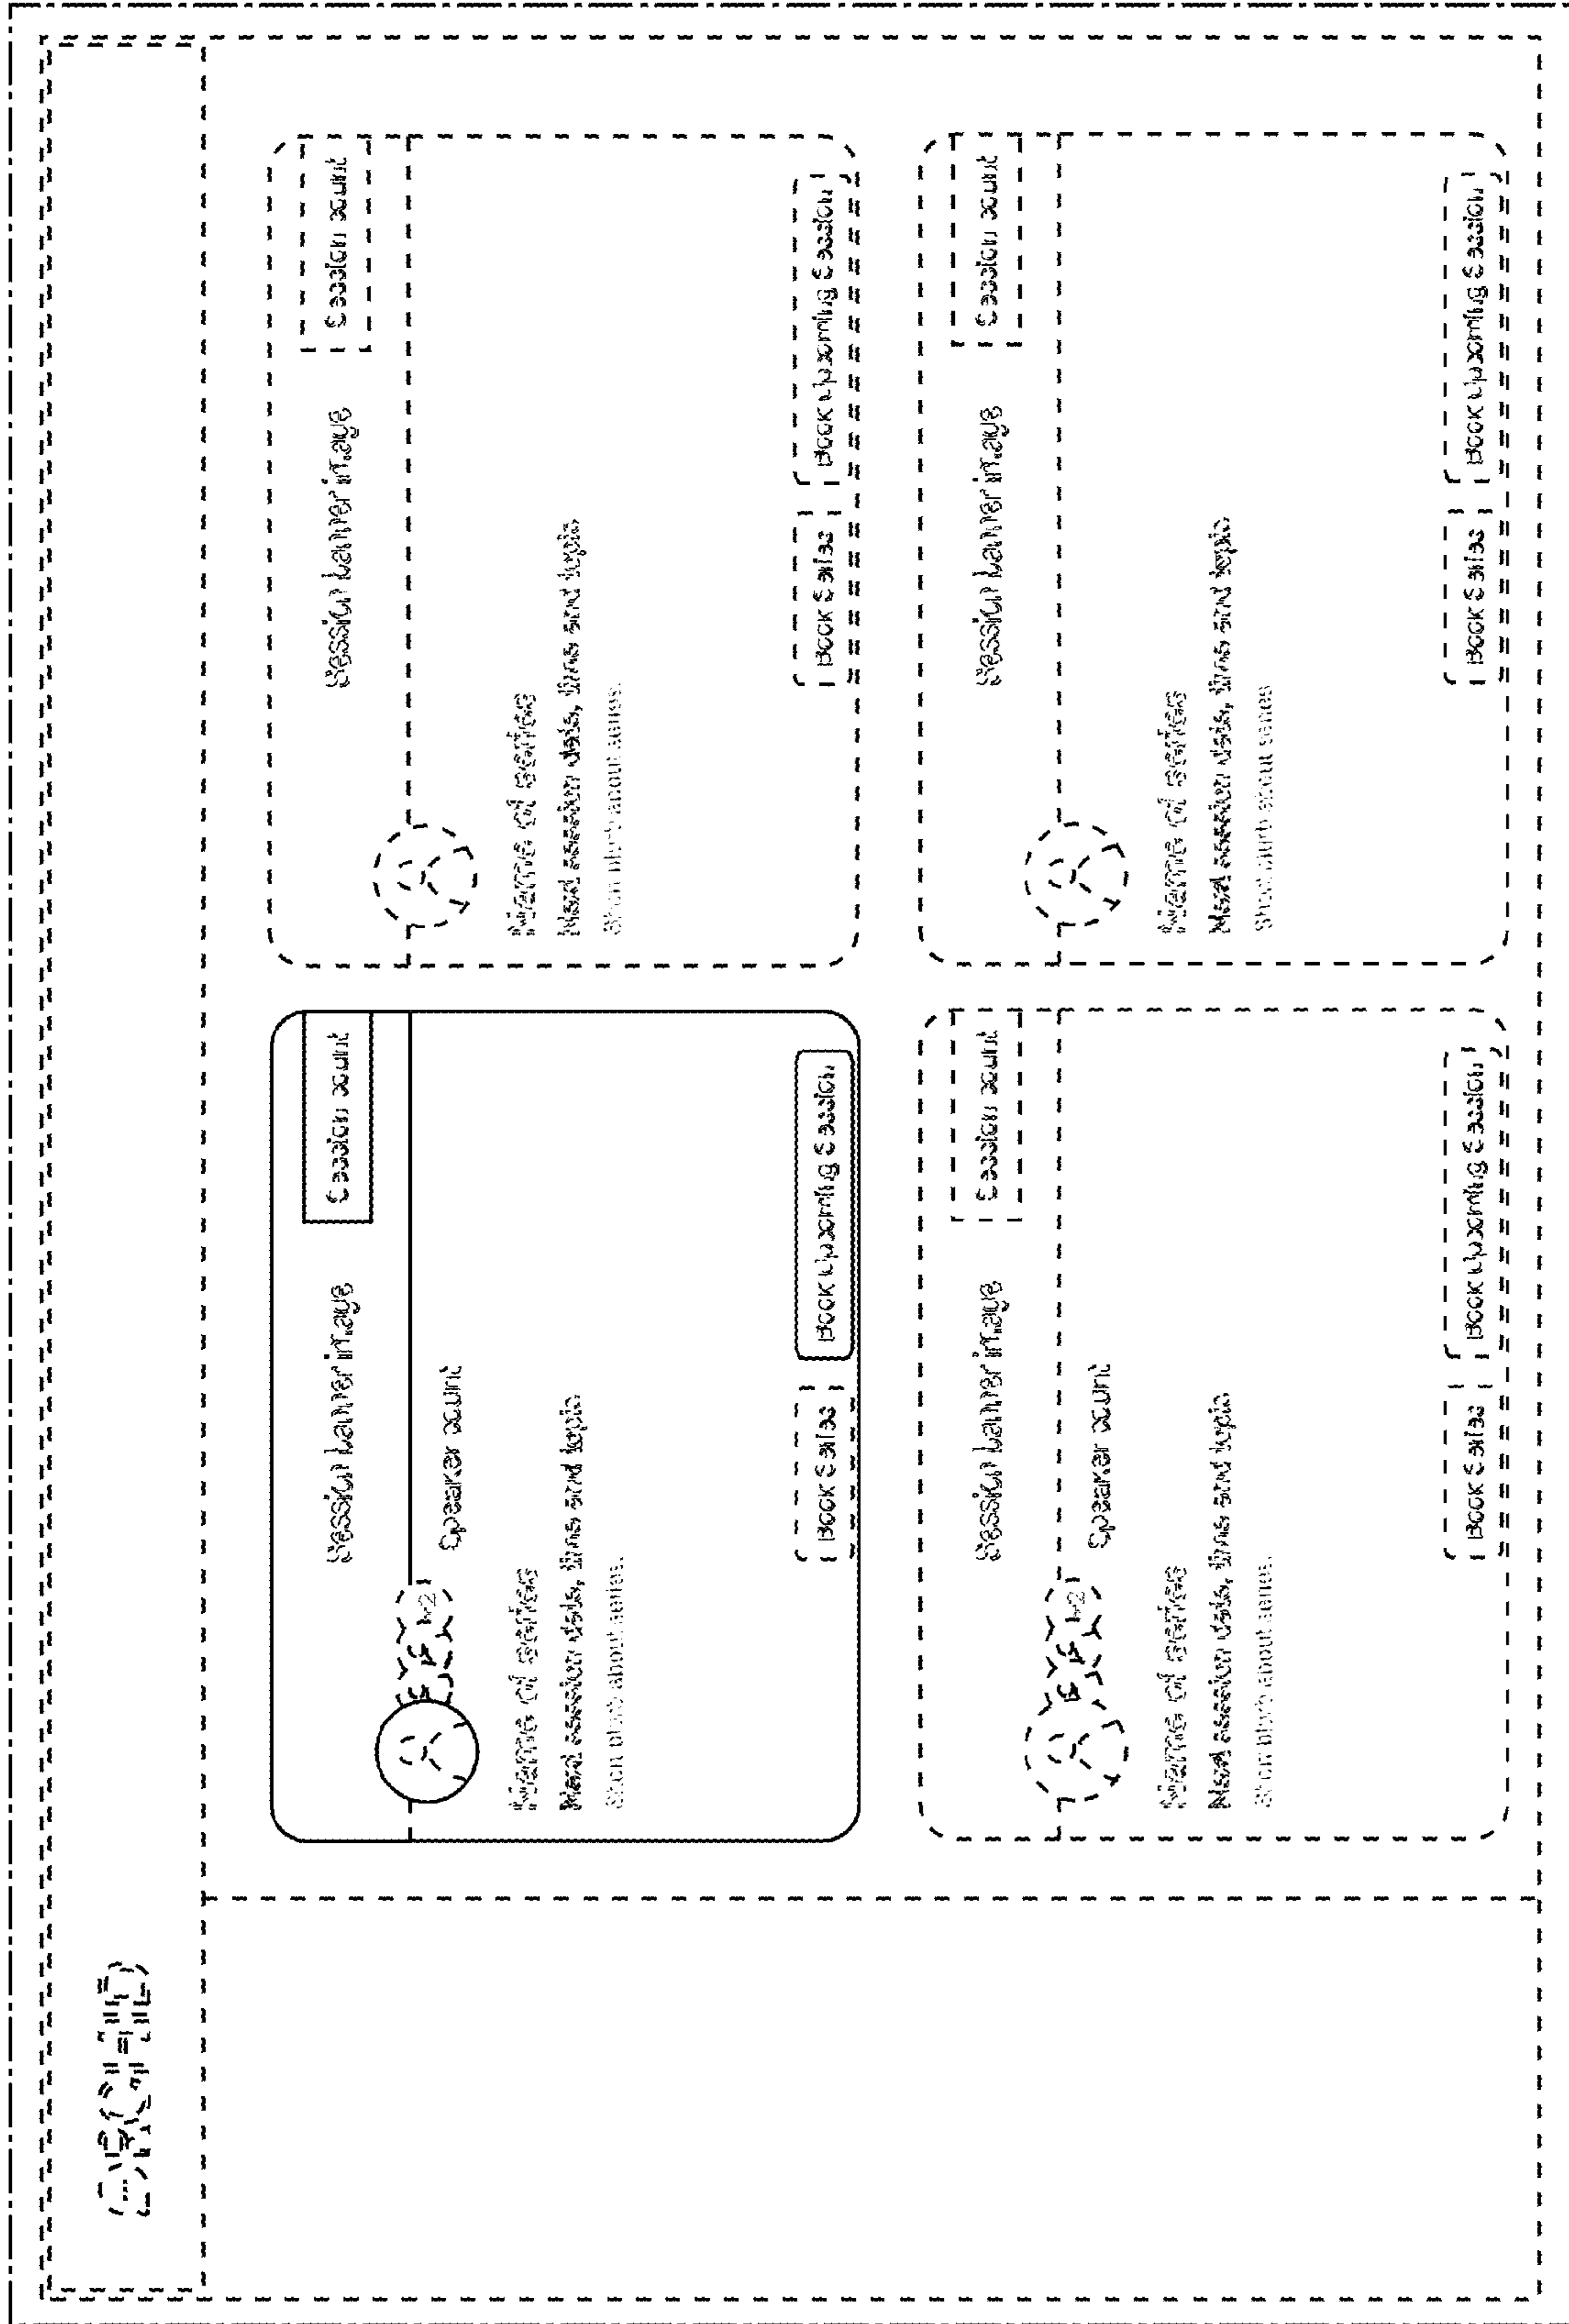 Session banner image
Session count
+2
Speaker count
Name of series
Next session date, time and topic
Short blurb about series.
Book Series
Book Upcoming Session
Session banner image
Session count
Name of series
Next session date, time and topic
Short blurb about series.
Book Series
Book Upcoming Session
Session banner image
Session count
+2
Speaker count
Name of series
Next session date, time and topic
Short blurb about series.
Book Series
Book Upcoming Session
Session banner image
Session count
Name of series
Next session date, time and topic
Short blurb about series
Book Series
Book Upcoming Session